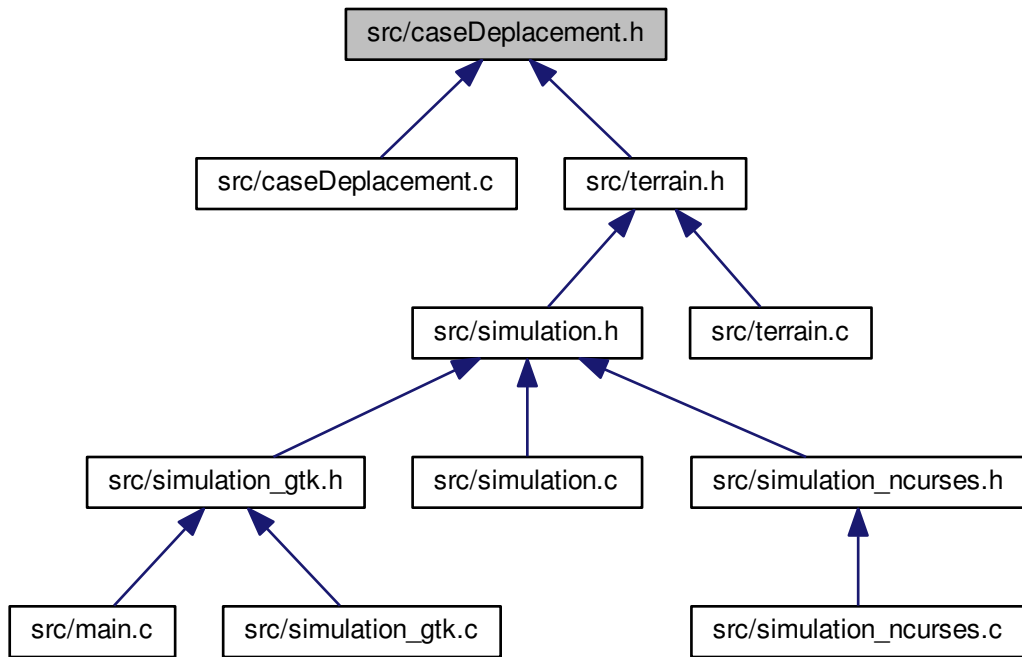 src/caseDeplacement.h
src/caseDeplacement.c
src/terrain.h
src/simulation.h
src/terrain.c
src/simulation_gtk.h
src/simulation.c
src/simulation_ncurses.h
src/main.c
src/simulation_gtk.c
src/simulation_ncurses.c